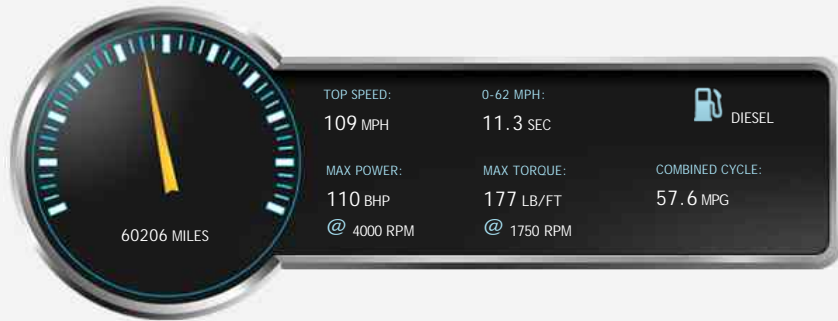 TOP SPEED:
109 MPH
0-62 MPH:
11.3 SEC
DIESEL
MAX POWER:
110 BHP
@ 4000 RPM
MAX TORQUE:
177 LB/FT
@ 1750 RPM
COMBINED CYCLE:
57.6 MPG
60206 MILES